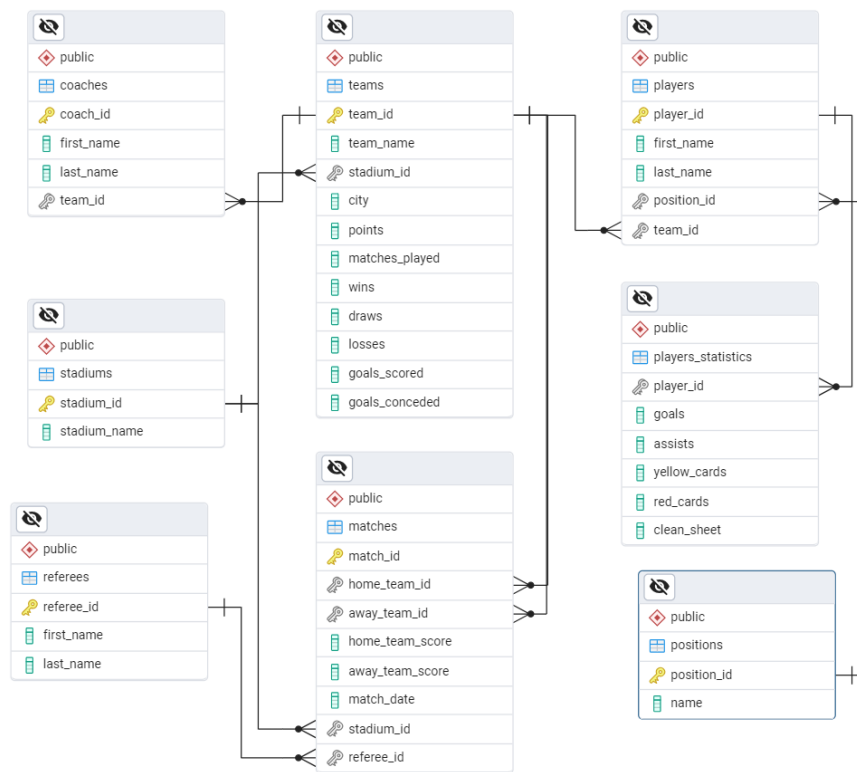 public
coaches
coach_id
first_name
last_name
team_id
public
teams
team_id
team_name
stadium_id
city
points
matches_played
wins
draws
losses
goals_scored
goals_conceded
public
players
player_id
first_name
last_name
position_id
team_id
public
stadiums
stadium_id
stadium_name
public
players_statistics
player_id
goals
assists
yellow_cards
red_cards
clean_sheet
public
referees
referee_id
first_name
last_name
public
matches
match_id
home_team_id
away_team_id
home_team_score
away_team_score
match_date
stadium_id
referee_id
public
positions
position_id
name